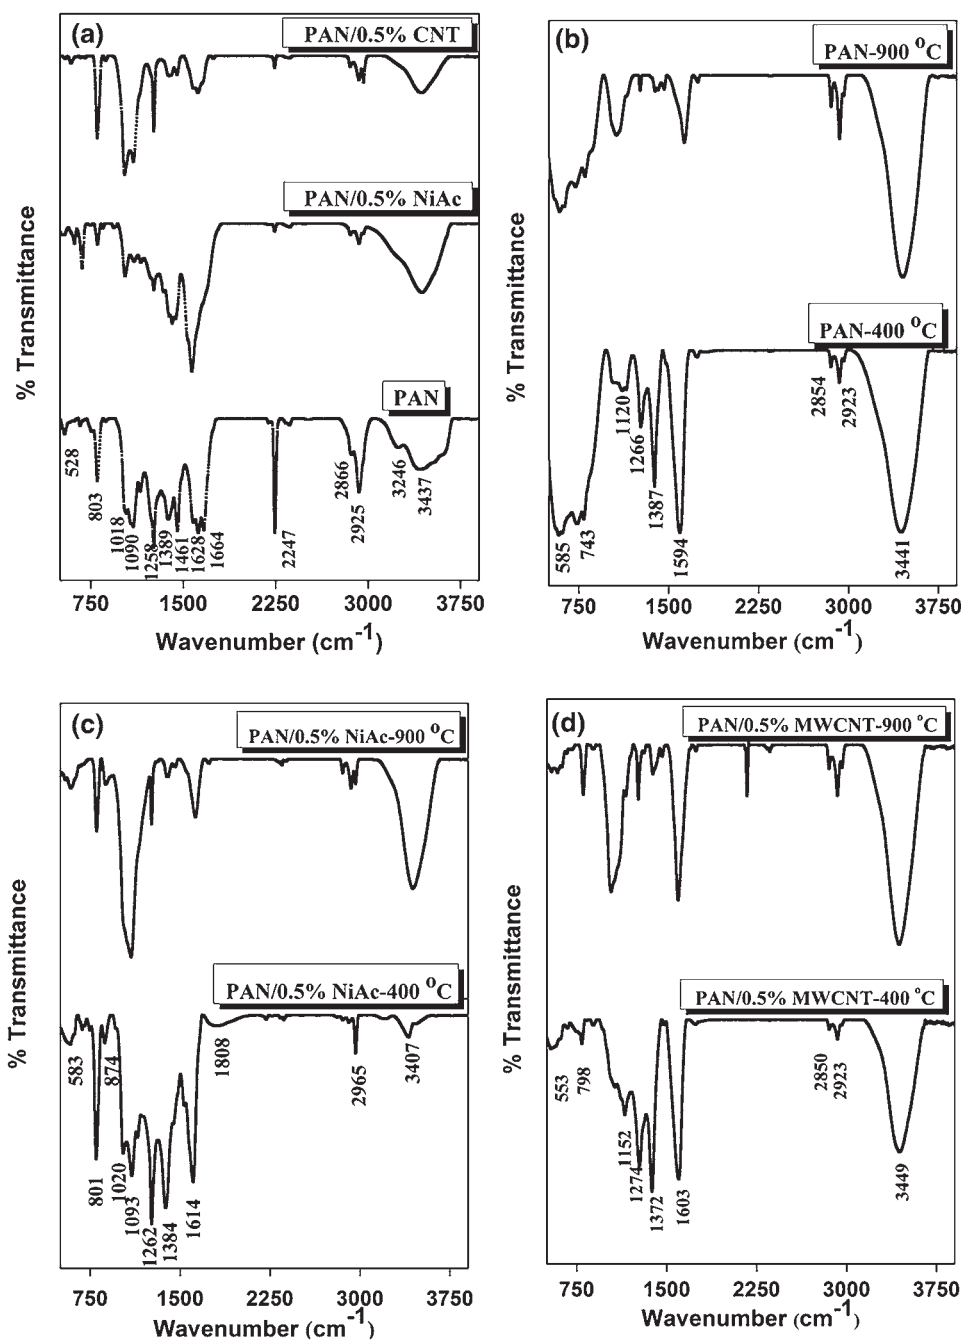 (a)
PAN/0.5% CNT
PAN/0.5% NiAc
PAN
528
803
1018
1090
1258
1389
1461
1628
1664
2247
2866
2925
3246
3437
% Transmittance
750 1500 2250 3000 3750
Wavenumber (cm-1)
(b)
PAN-900 °C
PAN-400 °C
585
743
1120
1266
1387
1594
2854
2923
3441
% Transmittance
750 1500 2250 3000 3750
Wavenumber (cm-1)
(c)
PAN/0.5% NiAc-900 °C
PAN/0.5% NiAc-400 °C
583
801
874
1020
1093
1262
1384
1614
1808
2965
3407
% Transmittance
750 1500 2250 3000 3750
Wavenumber (cm-1)
(d)
PAN/0.5% MWCNT-900 °C
PAN/0.5% MWCNT-400 °C
553
798
1152
1274
1372
1603
2850
2923
3449
% Transmittance
750 1500 2250 3000 3750
Wavenumber (cm-1)